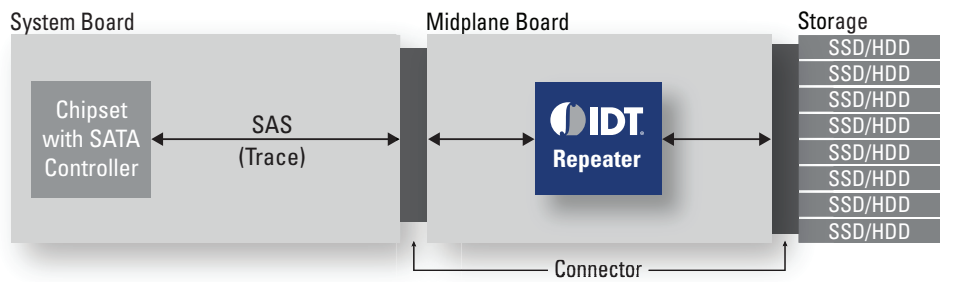 System Board
Midplane Board
Storage
Chipset
with SATA
Controller
SAS
(Trace)
IDT.
Repeater
SSD/HDD
SSD/HDD
SSD/HDD
SSD/HDD
SSD/HDD
SSD/HDD
SSD/HDD
SSD/HDD
Connector